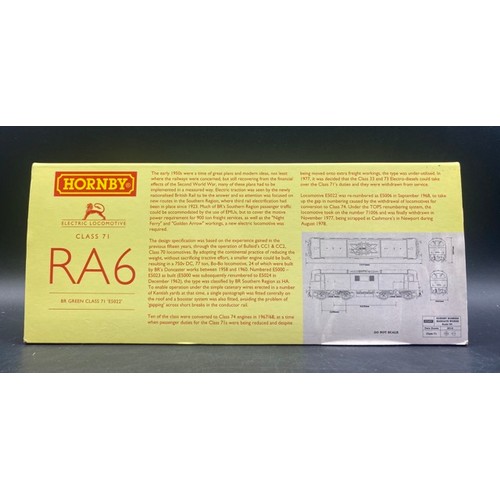 HORNBY
ELECTRIC LOCOMOTIVE
CLASS 71
RA6
BR GREEN CLASS 71 'E5022'
The early 1950s were a time of great plans and modern ideas, not least
where the railways were concerned, but still recovering from the financial
effects of the Second World War, many of these plans had to be
implemented in a measured way. Electric traction was seen by the newly
nationalised British Rail to be the answer and so attention was focused on
new routes in the Southern Region, where third rail electrification had
been in place since 1923. Much of BR's Southern Region passenger traffic
could be accommodated by the use of EMUs, but to cover the motive
power requirement for 900 ton freight services, as well as the "Night
Ferry" and "Golden Arrow" workings, a new electric locomotive was
required.
The design specification was based on the experience gained in the
previous fifteen years, through the operation of Bulleid's CC1 & CC2,
Class 70 locomotives. By adopting the continental practice of reducing the
weight, without sacrificing tractive effort, a smaller engine could be built,
resulting in a 750v DC, 77 ton, Bo-Bo locomotive, 24 of which were built
by BR's Doncaster works between 1958 and 1960. Numbered E5000 -
E5023 to bolt (E5000 was subsequently renumbered to E5024 in
December 1962), the type was classified by BR Southern Region as HA.
To enable operation under the simple catenary wires erected in a number
of Kentish yards at that time, a single pantograph was fitted centrally on
the roof and a booster system was also fitted, avoiding the problem of
'gapping' across short breaks in the conductor rail.
Ten of the class were converted to Class 74 engines in 1967/68, at a time
when passenger duties for the Class 71s were being reduced and despite
being moved onto more freight workings, the type was under-utilised. In
1977, it was decided that the Class 33 and 73 Electro-diesels could take
over the Class 71's duties and they were withdrawn from service.
Locomotive E5022 was re-numbered to E5006 in September 1968, to take
up the gap in numbering caused by the withdrawal of locomotives for
conversion to Class 74. Under the TOPS renumbering system, the
locomotive took on the number 71006 and was finally withdrawn in
November 1977, being scrapped at Cashmore's in Newport during
August 1978.
DO NOT SCALE